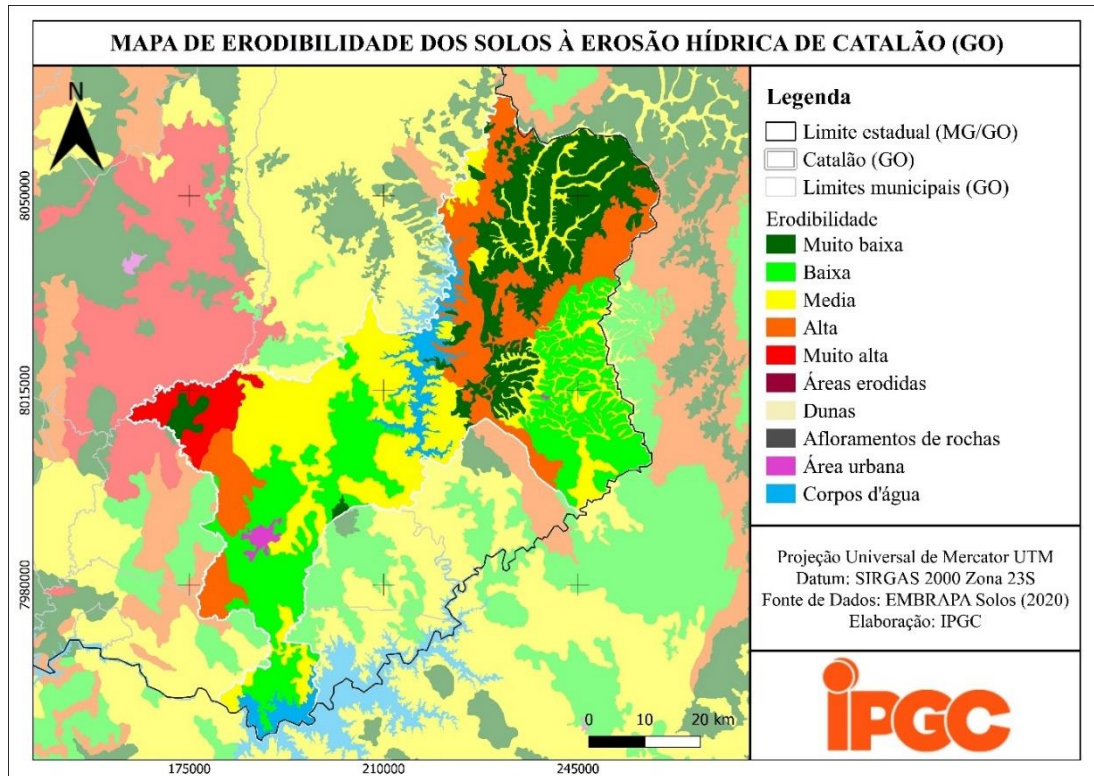 MAPA DE ERODIBILIDADE DOS SOLOS À EROSÃO HÍDRICA DE CATALÃO (GO)
N
8050000
8015000
7980000
175000
210000
245000
0 10 20 km
Legenda
Limite estadual (MG/GO)
Catalão (GO)
Limites municipais (GO)
Erodibilidade
Muito baixa
Baixa
Media
Alta
Muito alta
Áreas erodidas
Dunas
Afloramentos de rochas
Área urbana
Corpos d'água
Projeção Universal de Mercator UTM
Datum: SIRGAS 2000 Zona 23S
Fonte de Dados: EMBRAPA Solos (2020)
Elaboração: IPGC
iPGC